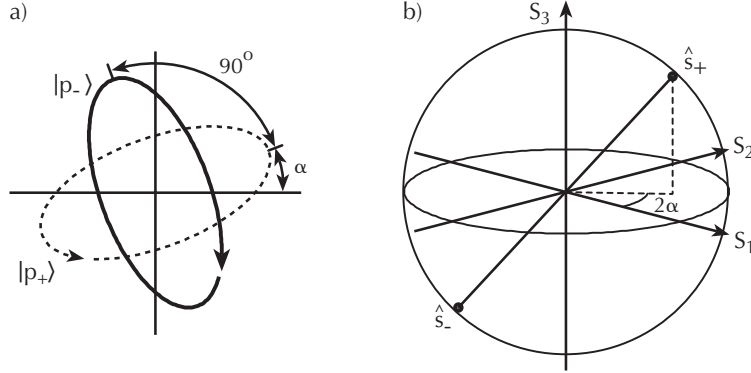 a)
90°
|p₋⟩
α
|p₊⟩
b)
S₃
ŝ₊
S₂
2α
S₁
ŝ₋